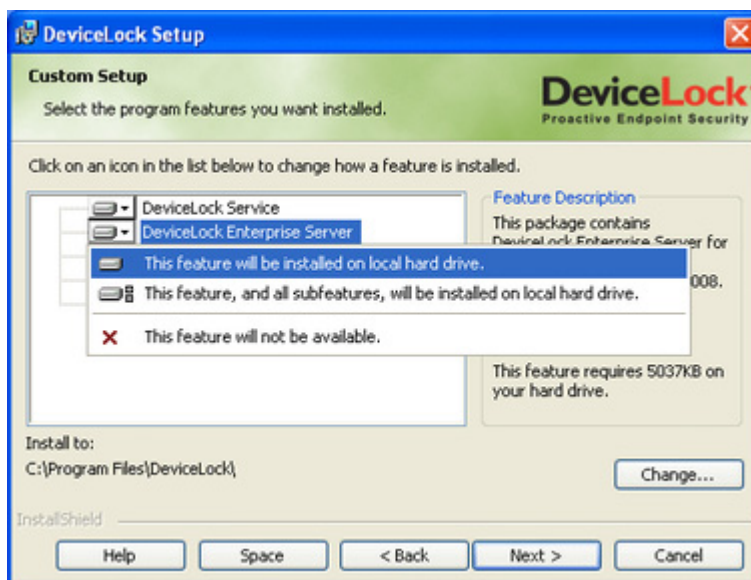 DeviceLock Setup
Custom Setup
Select the program features you want installed.
DeviceLock
Proactive Endpoint Security
Click on an icon in the list below to change how a feature is installed.
DeviceLock Service
DeviceLock Enterprise Server
This feature will be installed on local hard drive.
This feature, and all subfeatures, will be installed on local hard drive.
This feature will not be available.
Feature Description
This package contains
DeviceLock Enterprise Server for
008.
This feature requires 5037KB on
your hard drive.
Install to:
C:\Program Files\DeviceLock\
Change...
InstallShield
Help
Space
< Back
Next >
Cancel